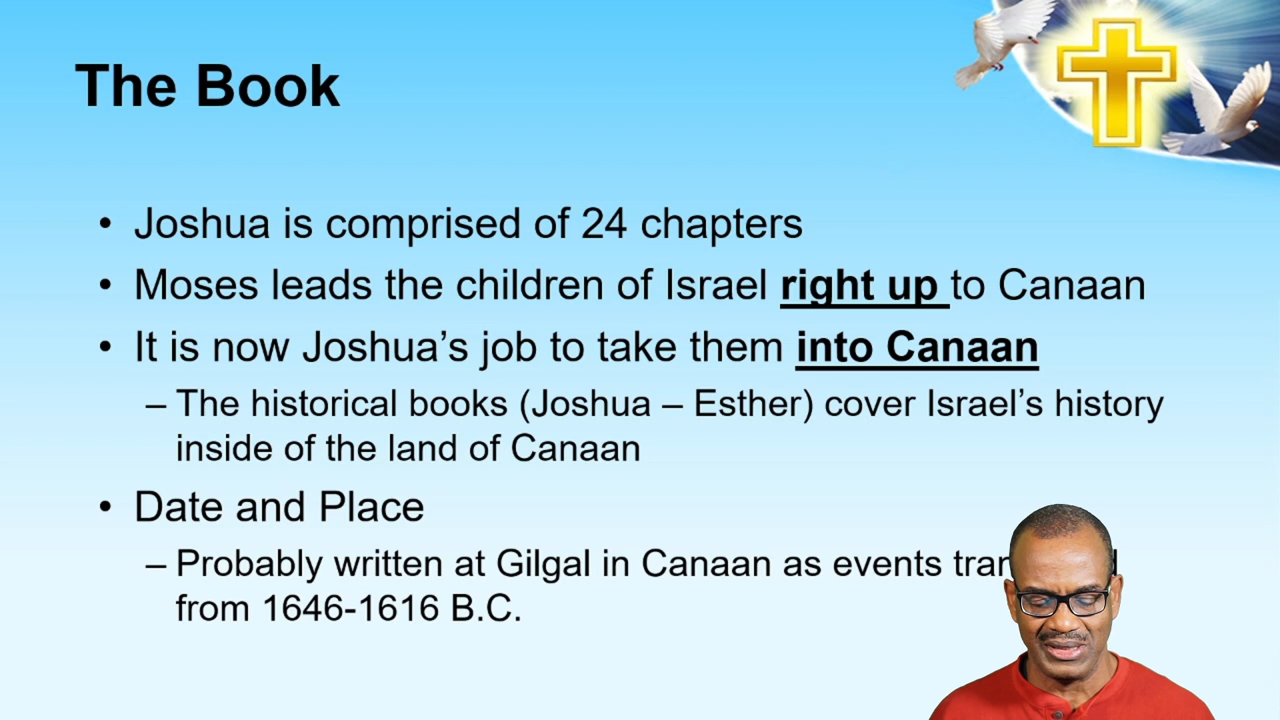 The Book
• Joshua is comprised of 24 chapters
• Moses leads the children of Israel right up to Canaan
• It is now Joshua's job to take them into Canaan
– The historical books (Joshua – Esther) cover Israel's history
inside of the land of Canaan
• Date and Place
– Probably written at Gilgal in Canaan as events
from 1646-1616 B.C.